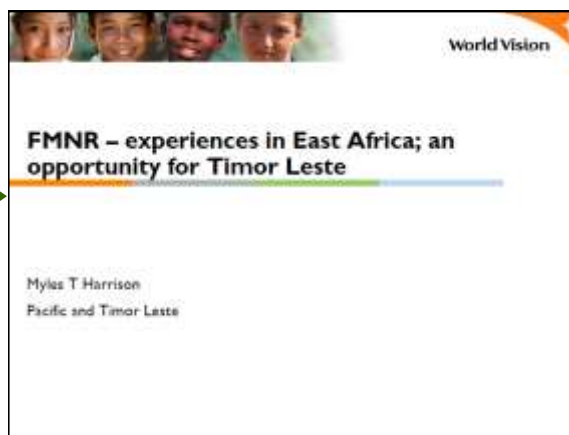 World Vision
FMNR – experiences in East Africa; an
opportunity for Timor Leste
Myles T Harrison
Pacific and Timor Leste